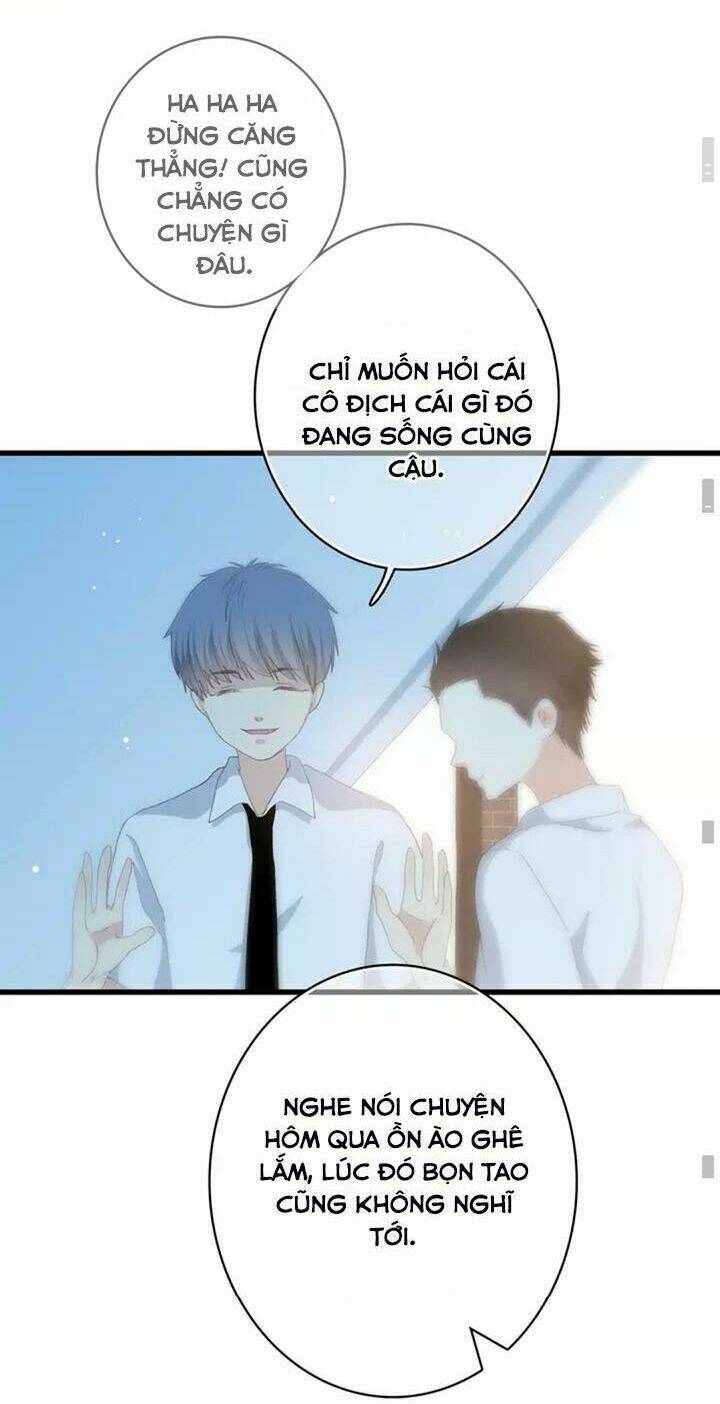 HA HA HA
ĐỪNG CĂNG
THẲNG! CŨNG
CHẲNG CÓ
CHUYỆN GÌ
ĐÂU.
CHỈ MUỐN HỎI CÁI
CÔ ĐỊCH CÁI GÌ ĐÓ
ĐANG SỐNG CÙNG
CẬU.
NGHE NÓI CHUYỆN
HÔM QUA ỒN ÀO GHÊ
LẮM, LÚC ĐÓ BỌN TAO
CŨNG KHÔNG NGHĨ
TỚI.